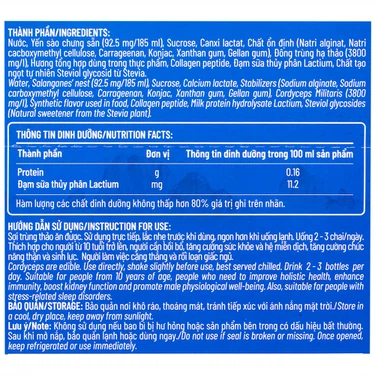 THÀNH PHẦN/INGREDIENTS:
Nước, Yến sào chưng sẵn (92.5 mg/185 ml), Sucrose, Canxi lactat, Chất ổn định (Natri alginat, Natri
carboxymethyl cellulose, Carrageenan, Konjac, Xanthan gum, Gellan gum), Đông trùng hạ thảo (3800
mg/l), Hương tổng hợp dùng trong thực phẩm, Collagen peptide, Đạm sữa thủy phân Lactium, Chất tạo
ngọt tự nhiên Steviol glycosid từ Stevia.
Water, Salanganes' nest (92.5 mg/185 ml), Sucrose, Calcium lactate, Stabilizers (Sodium alginate, Sodium
carboxymethyl cellulose, Carrageenan, Konjac, Xanthan gum, Gellan gum), Cordyceps Militaris (3800
mg/l), Synthetic flavor used in food, Collagen peptide, Milk protein hydrolysate Lactium, Steviol glycosides
(Natural sweetener from the Stevia plant).
THÔNG TIN DINH DƯỠNG/NUTRITION FACTS:
Thành phần Đơn vị Thông tin dinh dưỡng trong 100 ml sản phẩm
Protein g 0.16
Đạm sữa thủy phân Lactium mg 11.2
Hàm lượng các chất dinh dưỡng không thấp hơn 80% giá trị ghi trên nhãn.
HƯỚNG DẪN SỬ DỤNG/INSTRUCTION FOR USE:
Sợi trùng thảo ăn được. Sử dụng trực tiếp, lắc nhẹ trước khi dùng, ngon hơn khi uống lạnh. Uống 2 - 3 chai/ngày.
Thích hợp cho người từ 10 tuổi trở lên, người cần bồi bổ, tăng cường sức khỏe và hệ miễn dịch, tăng cường chức
năng thận và sinh lực. Người làm việc căng thẳng và rối loạn giấc ngủ.
Cordyceps are edible. Use directly, shake slightly before use, best served chilled. Drink 2 - 3 bottles per
day. Suitable for people from 10 years of age, people who need to improve holistic health, enhance
immunity, boost kidney function and promote male physiological well-being. Also, suitable for people with
stress-related sleep disorders.
BẢO QUẢN/STORAGE: Bảo quản nơi khô ráo, thoáng mát, tránh tiếp xúc với ánh nắng mặt trời./Store in
a cool, dry place, keep away from sunlight.
Lưu ý/Note: Không sử dụng nếu bao bì bị hư hỏng hoặc sản phẩm bên trong có dấu hiệu bất thường.
Sau khi mở nắp, bảo quản lạnh hoặc dùng ngay./Do not use if seal is broken or missing. Once opened,
keep refrigerated or use immediately.